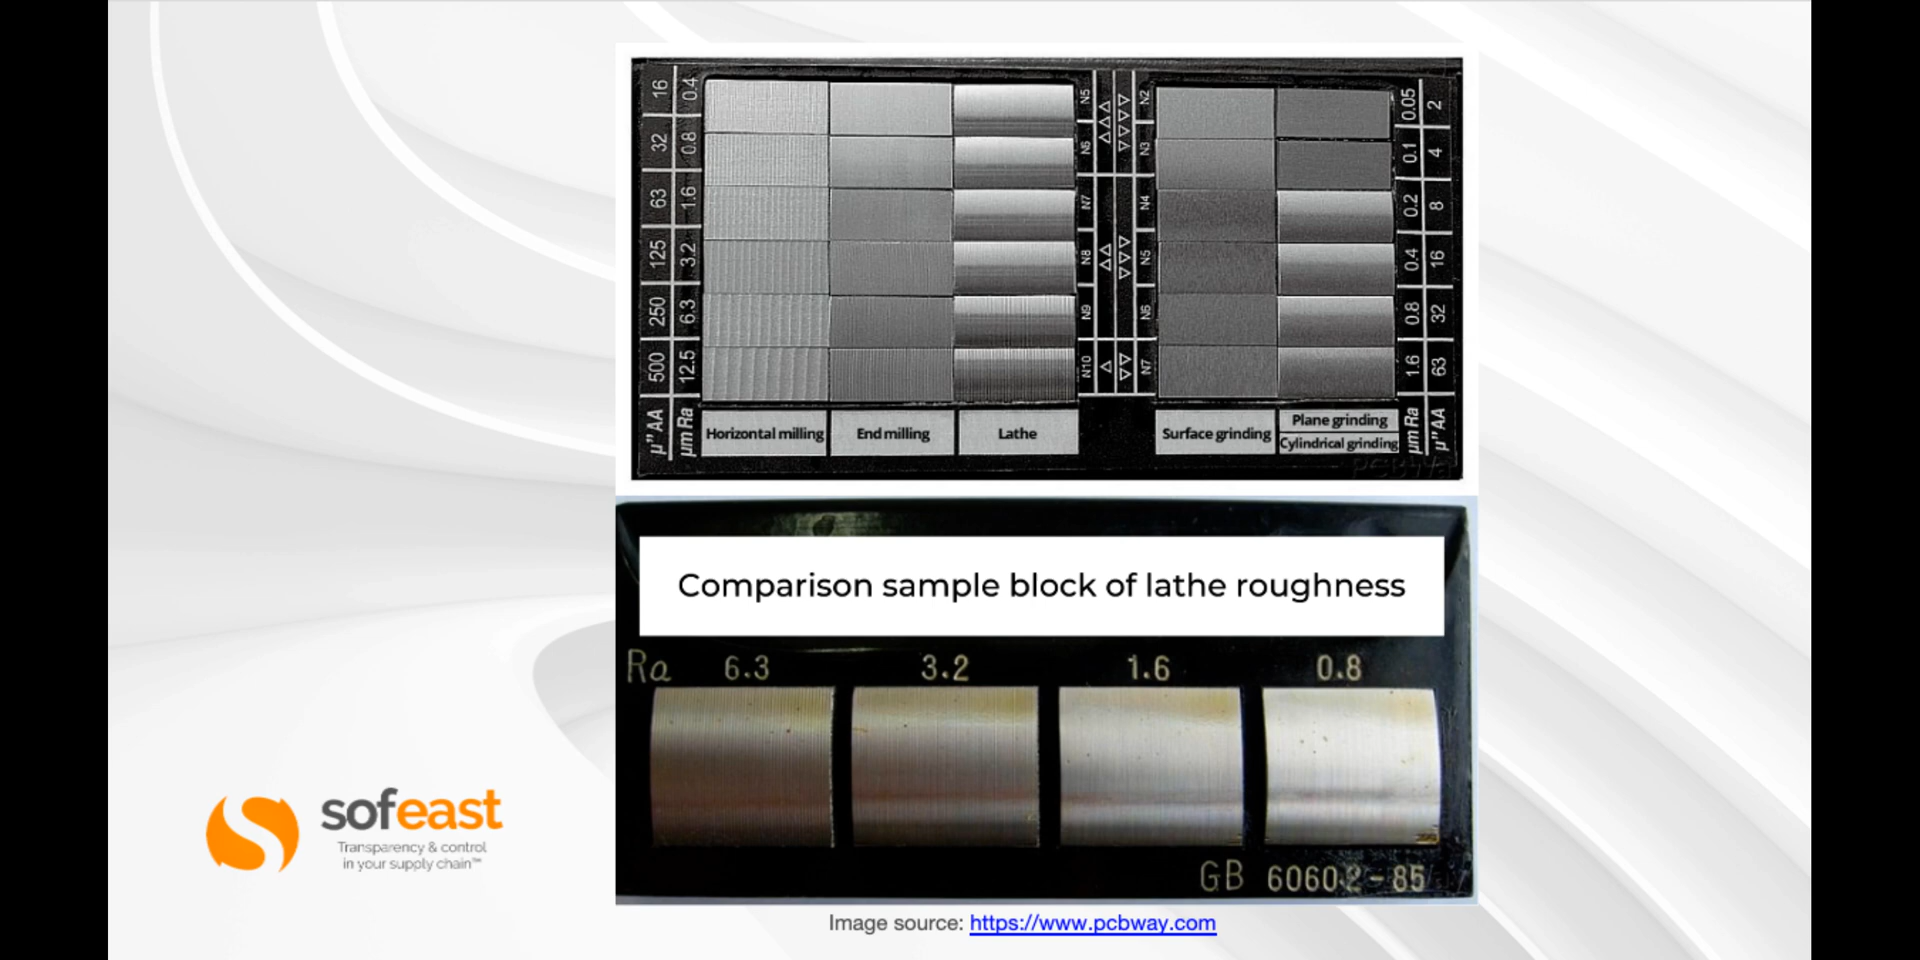 16 0.4 N5 N2 0.05 2
32 0.8 N6 N3 0.1 4
63 1.6 N7 N4 0.2 8
125 3.2 N8 N5 0.4 16
250 6.3 N9 N6 0.8 32
500 12.5 N10 N7 1.6 63
µ"AA µm Ra Horizontal milling End milling Lathe Surface grinding Plane grinding µm Ra µ"AA
Cylindrical grinding
Comparison sample block of lathe roughness
Ra 6.3 3.2 1.6 0.8
GB 6060.2-85
sofeast
Transparency & control
in your supply chain™
Image source: https://www.pcbway.com